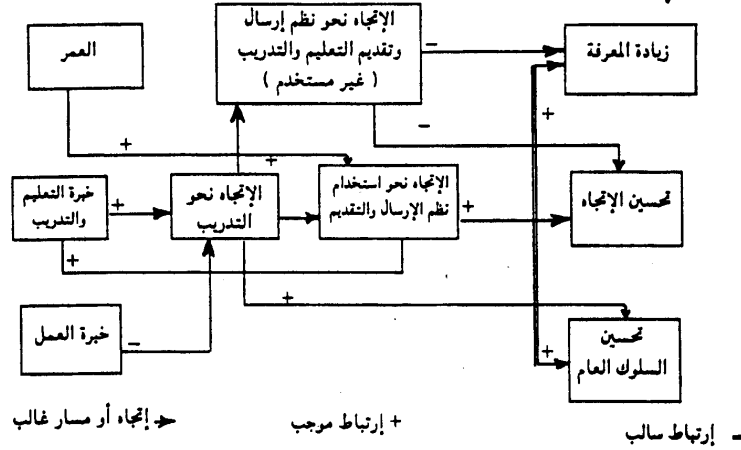 العمر
الإتجاه نحو نظم إرسال
وتقديم التعليم والتدريب
( غير مستخدم )
زيادة المعرفة
خبرة التعليم
والتدريب
الإتجاه نحو
التدريب
الإتجاه نحو استخدام
نظم الإرسال والتقديم
تحسين الإتجاه
خبرة العمل
تحسين
السلوك العام
إتجاه أو مسار غالب
+ إرتباط موجب
- إرتباط سالب